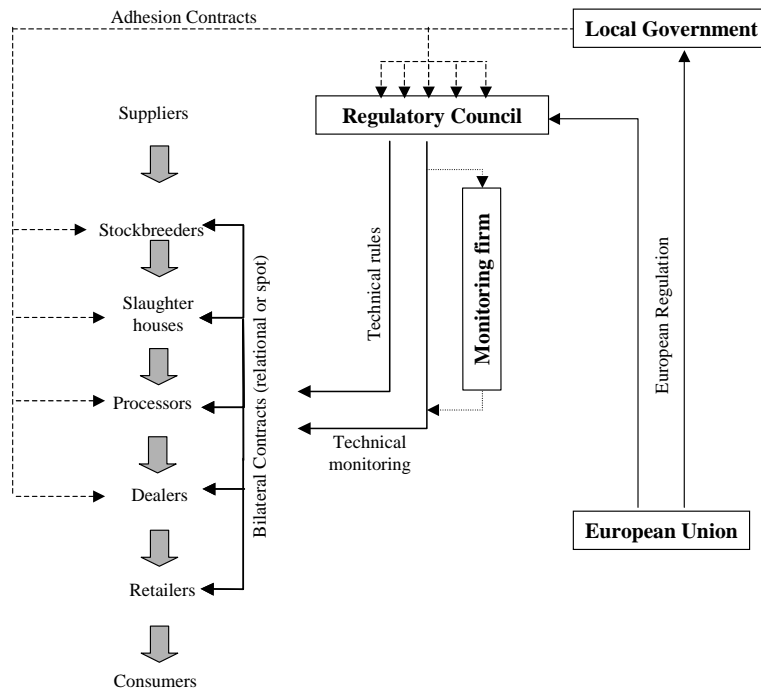 Adhesion Contracts
Local Government
Suppliers
Regulatory Council
Stockbreeders
Slaughter
houses
Processors
Dealers
Retailers
Consumers
Bilateral Contracts (relational or spot)
Technical rules
Technical
monitoring
Monitoring firm
European Regulation
European Union